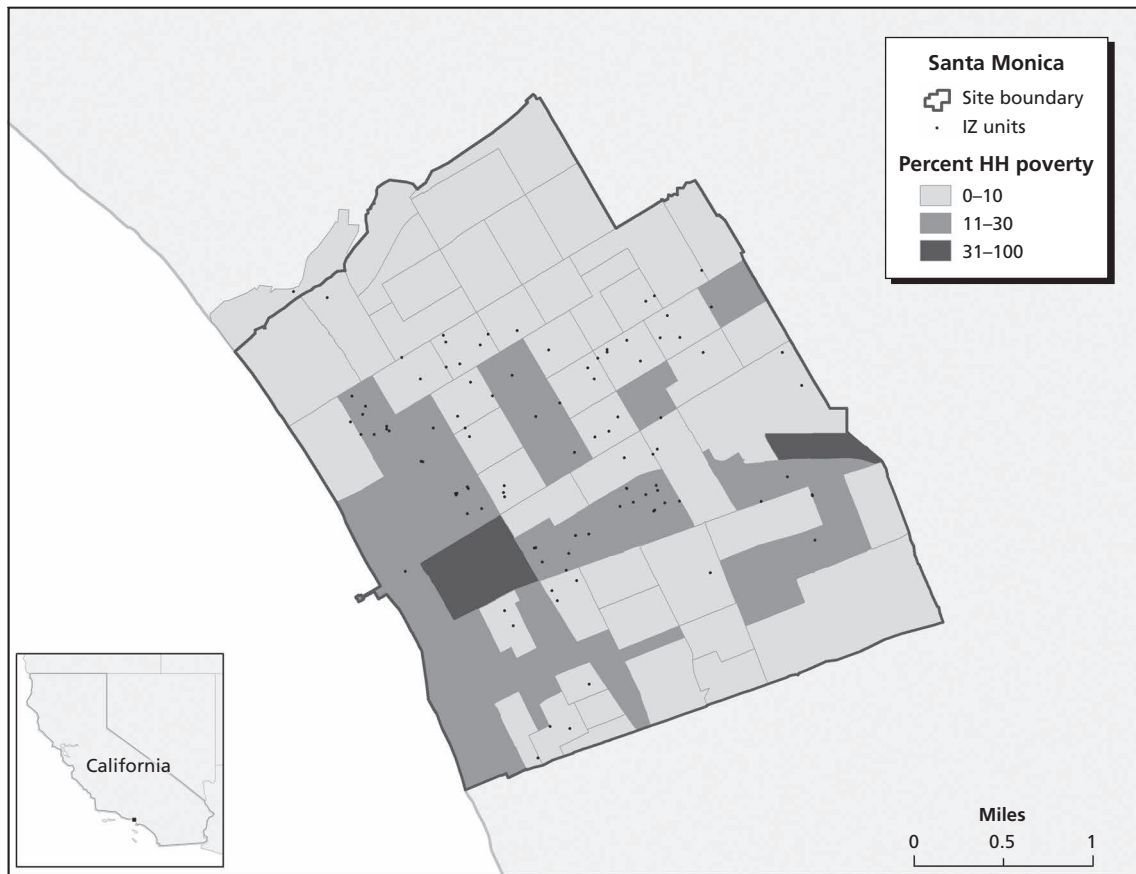 Santa Monica
Site boundary
IZ units
Percent HH poverty
0–10
11–30
31–100
California
Miles
0 0.5 1